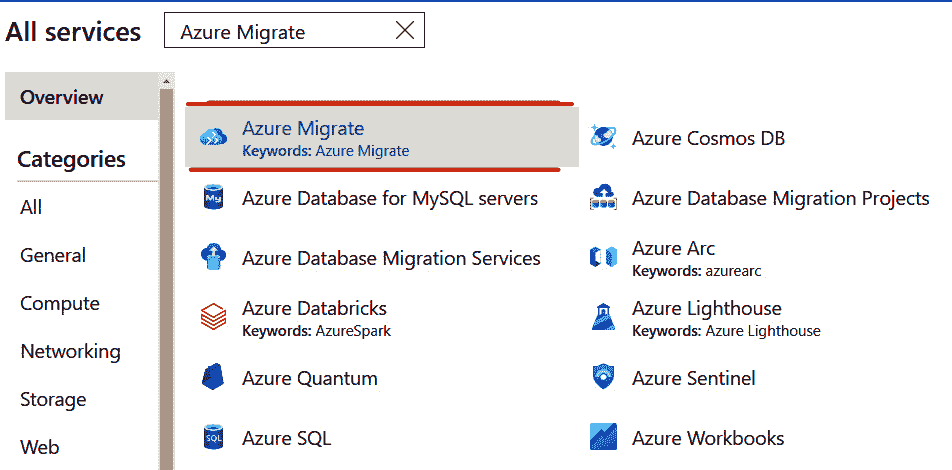 All services
Azure Migrate
Overview
Categories
All
General
Compute
Networking
Storage
Web
Azure Migrate
Keywords: Azure Migrate
Azure Cosmos DB
My
Azure Database for MySQL servers
Azure Database Migration Projects
Azure Database Migration Services
Azure Arc
Keywords: azurearc
Azure Databricks
Keywords: AzureSpark
Azure Lighthouse
Keywords: Azure Lighthouse
Azure Quantum
Azure Sentinel
SQL
Azure SQL
Azure Workbooks